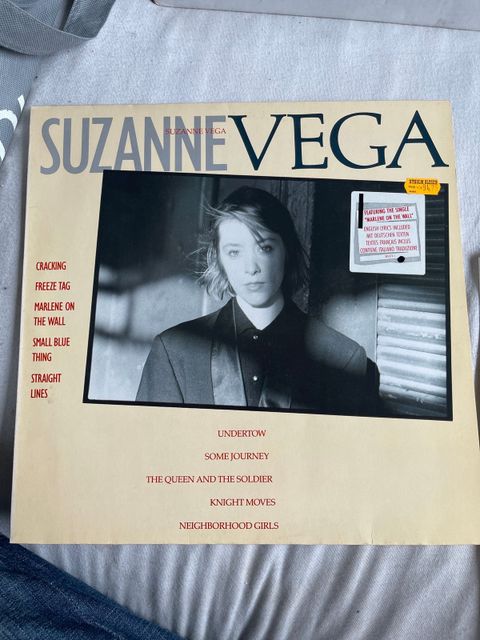 SUZANNE VEGA
SUZANNE VEGA
FEATURING THE SINGLE
"MARLENE ON THE WALL"
ENGLISH LYRICS INCLUDED
MIT DEUTSCHEN TEXTEN
TEXTES FRANÇAIS INCLUS
CONTIENE ITALIANO TRADUZIONE
CRACKING
FREEZE TAG
MARLENE ON
THE WALL
SMALL BLUE
THING
STRAIGHT
LINES
UNDERTOW
SOME JOURNEY
THE QUEEN AND THE SOLDIER
KNIGHT MOVES
NEIGHBORHOOD GIRLS